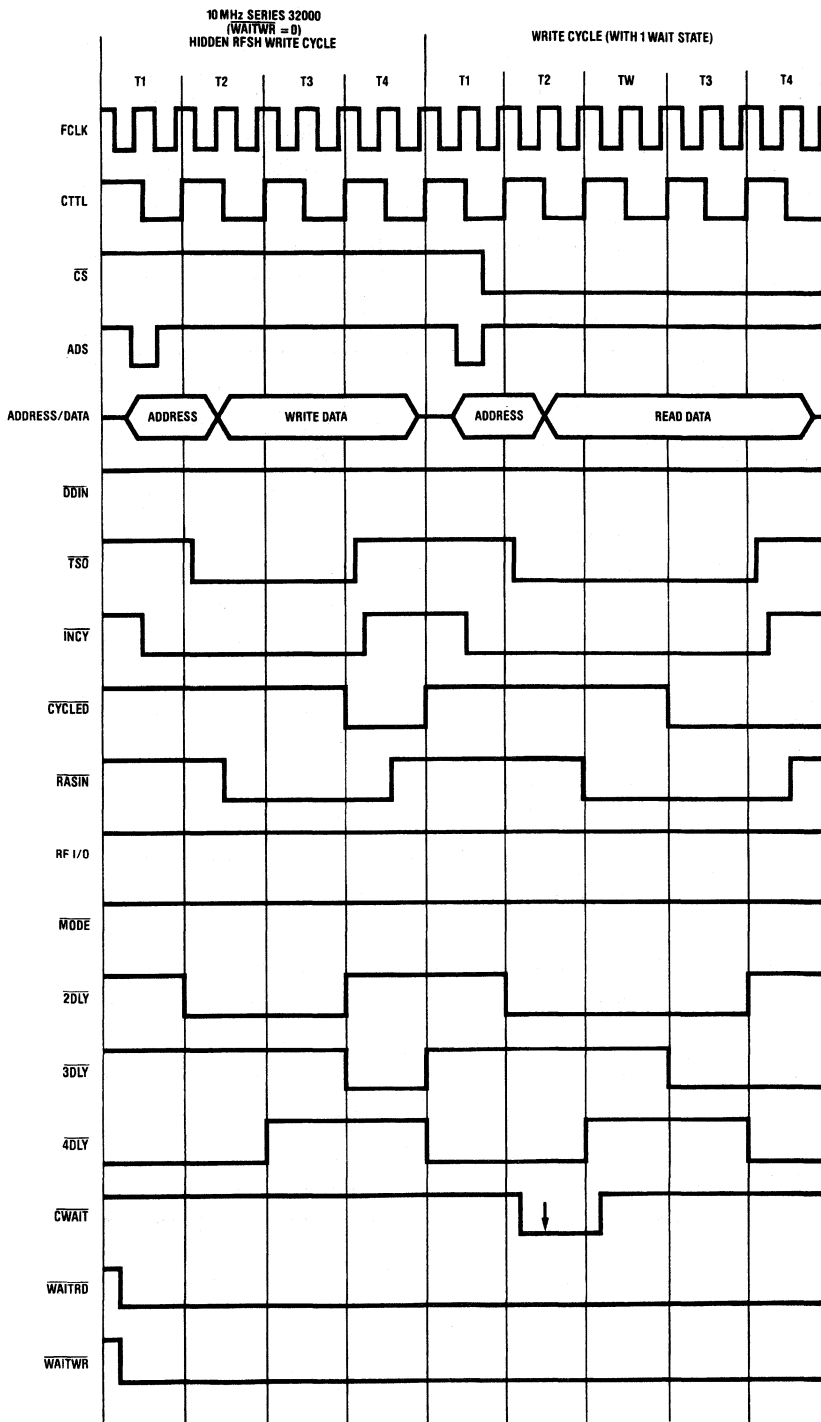 10 MHz SERIES 32000
(WAITWR = 0)
HIDDEN RFSH WRITE CYCLE
WRITE CYCLE (WITH 1 WAIT STATE)
T1 T2 T3 T4 T1 T2 TW T3 T4
FCLK
CTTL
CS
ADS
ADDRESS/DATA ADDRESS WRITE DATA ADDRESS READ DATA
DDIN
TSO
INCY
CYCLED
RASIN
RF I/O
MODE
2DLY
3DLY
4DLY
CWAIT
WAITRD
WAITWR